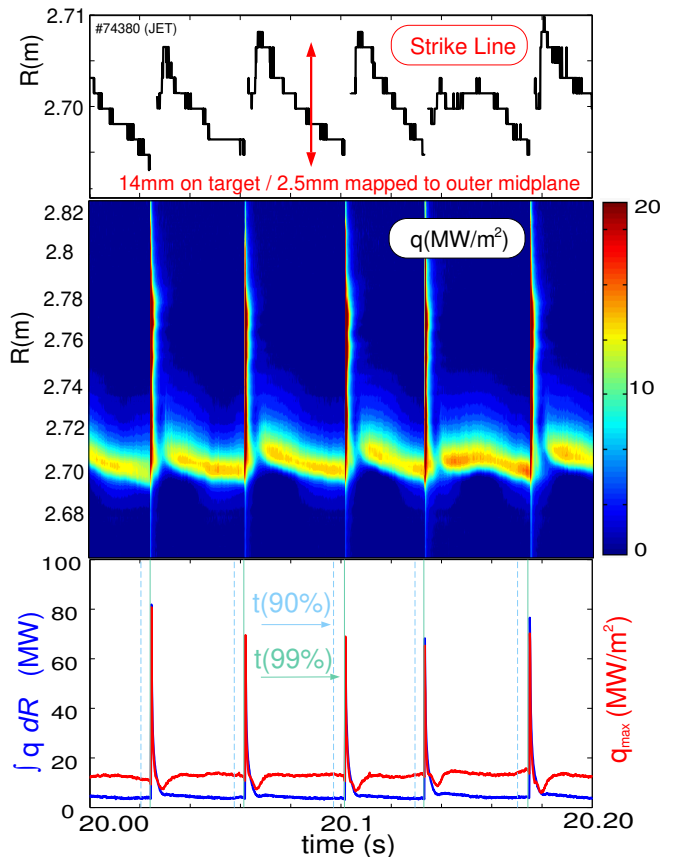 #74380 (JET)
Strike Line
2.71
2.70
R(m)
14mm on target / 2.5mm mapped to outer midplane
q(MW/m²)
2.82
2.8
2.78
2.76
2.74
2.72
2.70
2.68
R(m)
20
10
0
100
80
60
40
20
0
∫ q dR (MW)
t(90%)
t(99%)
q_max (MW/m²)
20.00
20.1
20.20
time (s)